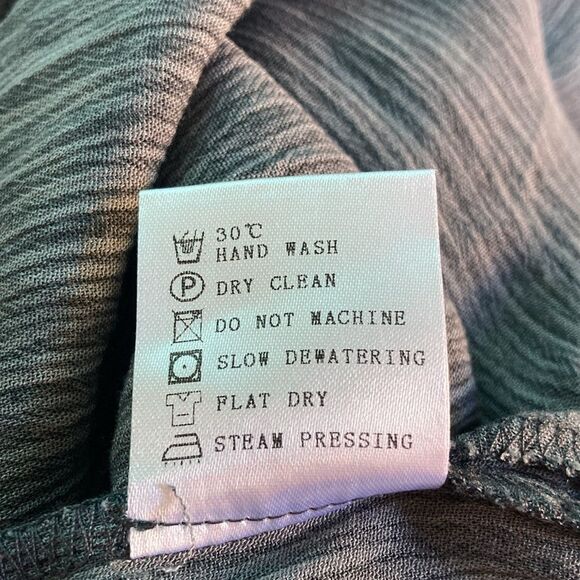 30℃
HAND WASH
P DRY CLEAN
DO NOT MACHINE
SLOW DEWATERING
FLAT DRY
STEAM PRESSING